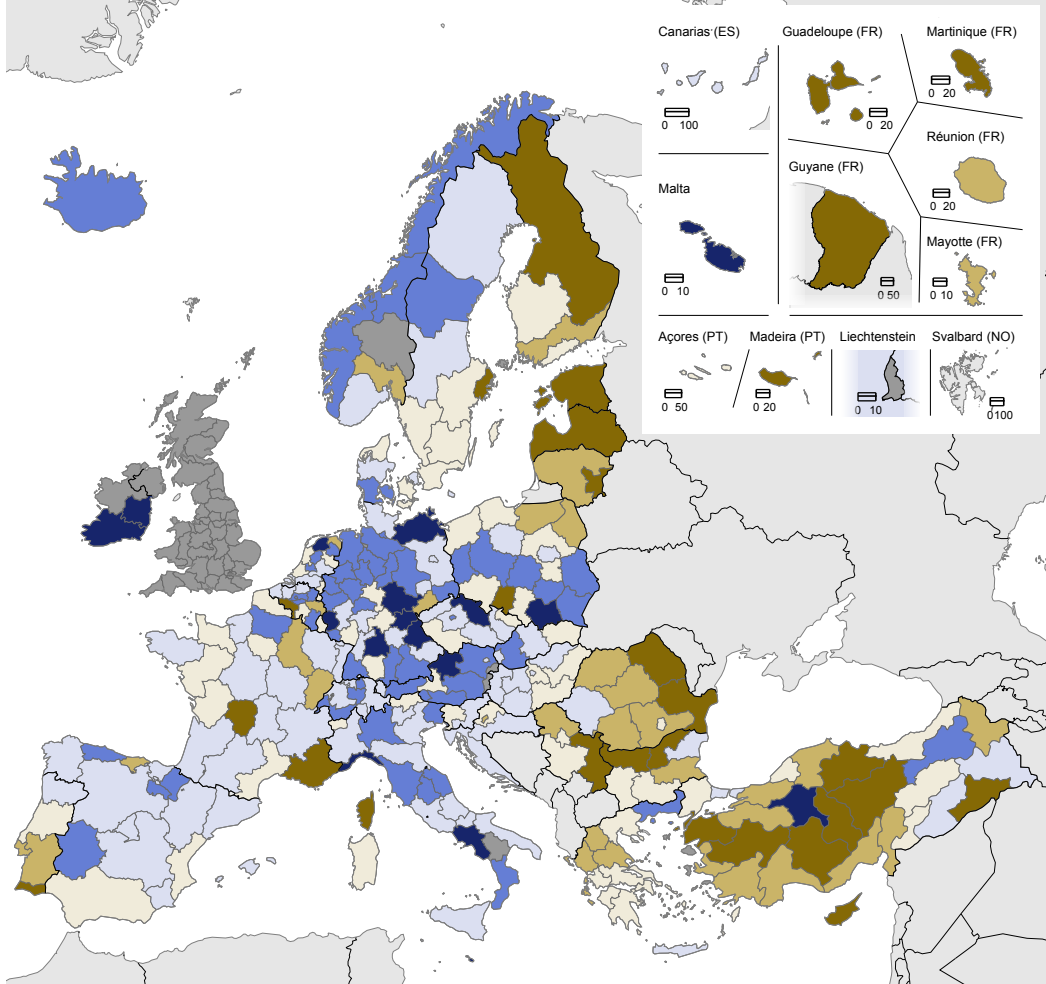 Canarias (ES)
0 100
Guadeloupe (FR)
0 20
Martinique (FR)
0 20
Réunion (FR)
0 20
Malta
0 10
Guyane (FR)
0 50
Mayotte (FR)
0 10
Açores (PT)
0 50
Madeira (PT)
0 20
Liechtenstein
0 10
Svalbard (NO)
0100